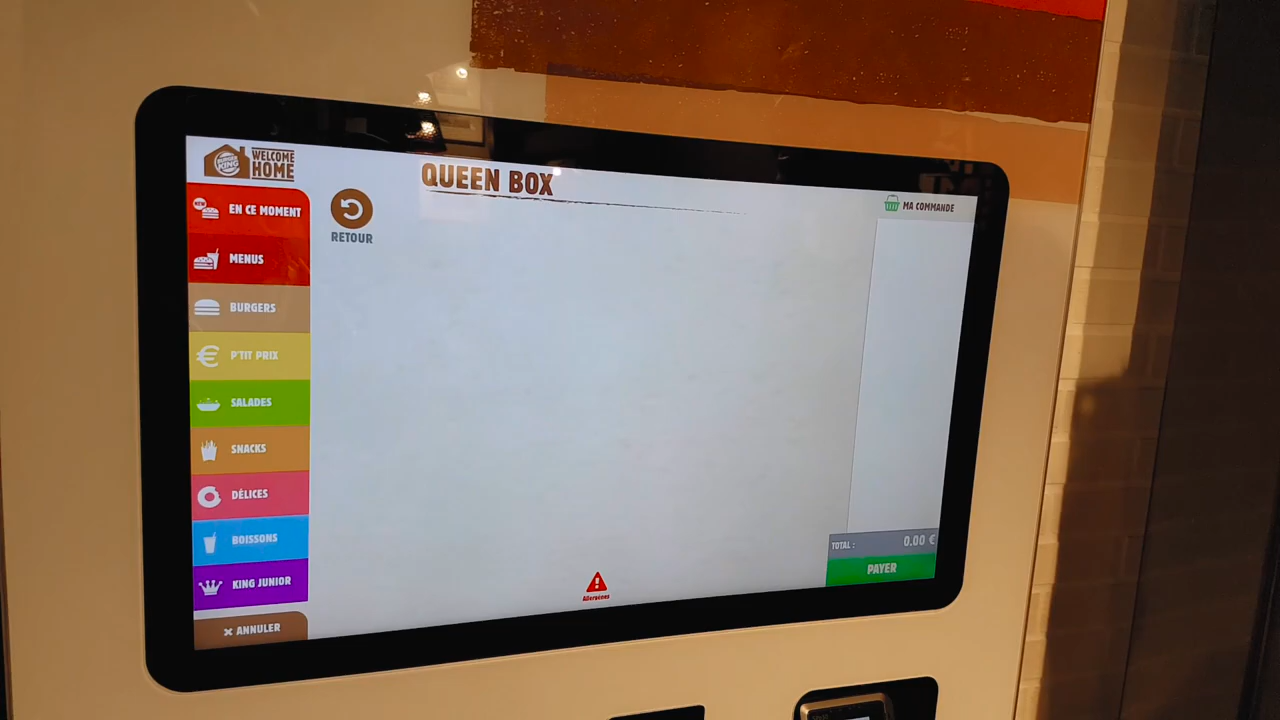 BURGER
KING
WELCOME
HOME
QUEEN BOX
MA COMMANDE
RETOUR
NEW
EN CE MOMENT
MENUS
BURGERS
P'TIT PRIX
SALADES
SNACKS
DÉLICES
BOISSONS
KING JUNIOR
ANNULER
Allergènes
TOTAL : 0,00 €
PAYER